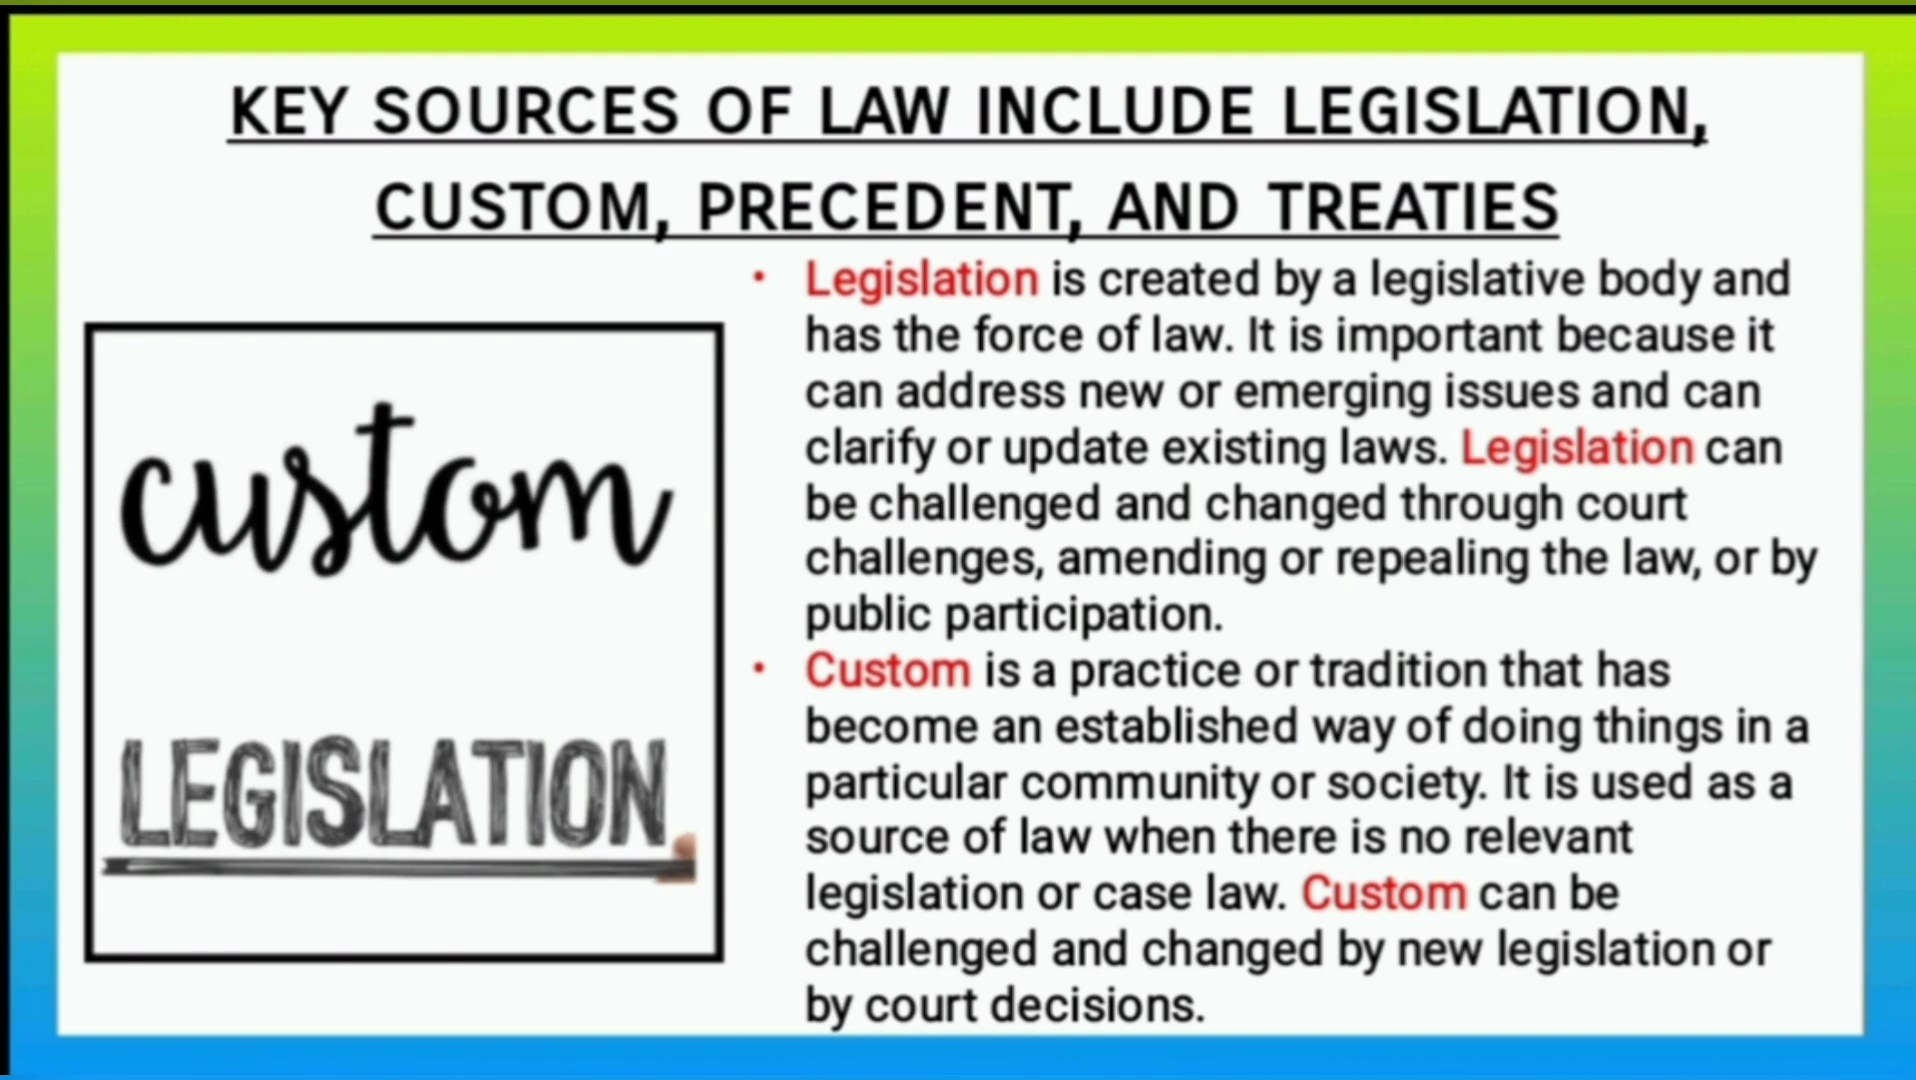 KEY SOURCES OF LAW INCLUDE LEGISLATION,
CUSTOM, PRECEDENT, AND TREATIES
custom
LEGISLATION
• Legislation is created by a legislative body and
has the force of law. It is important because it
can address new or emerging issues and can
clarify or update existing laws. Legislation can
be challenged and changed through court
challenges, amending or repealing the law, or by
public participation.
• Custom is a practice or tradition that has
become an established way of doing things in a
particular community or society. It is used as a
source of law when there is no relevant
legislation or case law. Custom can be
challenged and changed by new legislation or
by court decisions.